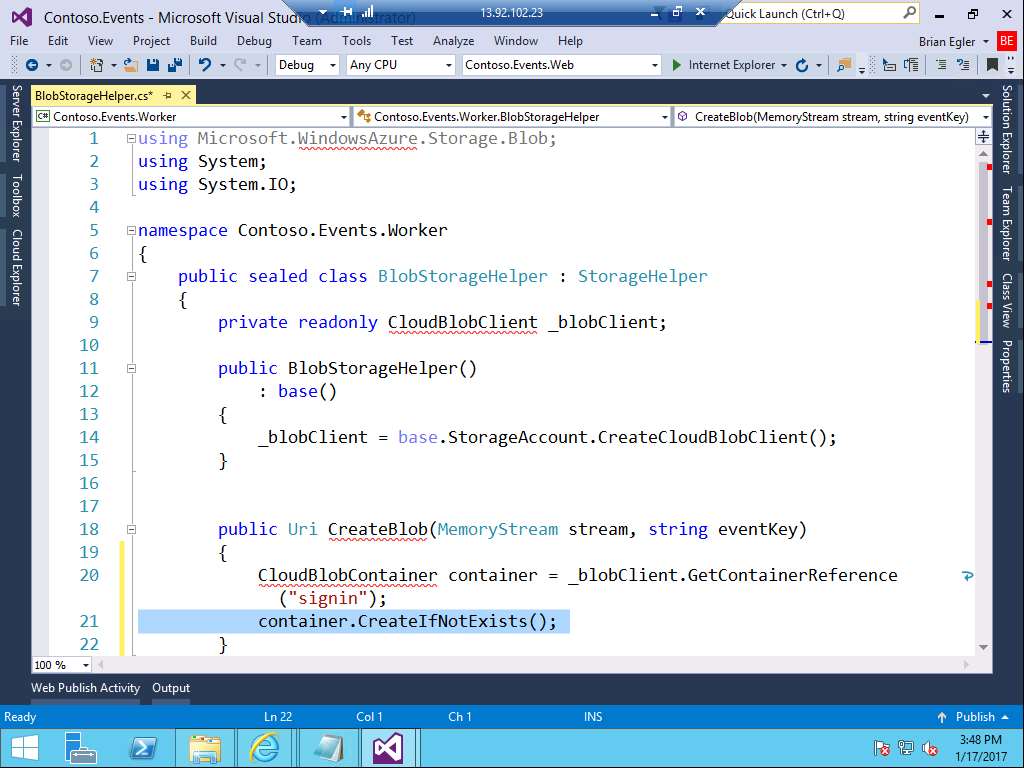 Contoso.Events - Microsoft Visual Studio (Administrator)
13.92.102.23
Quick Launch (Ctrl+Q)
File Edit View Project Build Debug Team Tools Test Analyze Window Help
Brian Egler BE
Debug Any CPU Contoso.Events.Web Internet Explorer
BlobStorageHelper.cs*
Contoso.Events.Worker Contoso.Events.Worker.BlobStorageHelper CreateBlob(MemoryStream stream, string eventKey)
Server Explorer
Toolbox
Cloud Explorer
1 using Microsoft.WindowsAzure.Storage.Blob;
2 using System;
3 using System.IO;
4
5 namespace Contoso.Events.Worker
6 {
7 public sealed class BlobStorageHelper : StorageHelper
8 {
9 private readonly CloudBlobClient _blobClient;
10
11 public BlobStorageHelper()
12 : base()
13 {
14 _blobClient = base.StorageAccount.CreateCloudBlobClient();
15 }
16
17
18 public Uri CreateBlob(MemoryStream stream, string eventKey)
19 {
20 CloudBlobContainer container = _blobClient.GetContainerReference
("signin");
21 container.CreateIfNotExists();
22 }
Solution Explorer
Team Explorer
Class View
Properties
100 %
Web Publish Activity Output
Ready Ln 22 Col 1 Ch 1 INS Publish
3:48 PM
1/17/2017